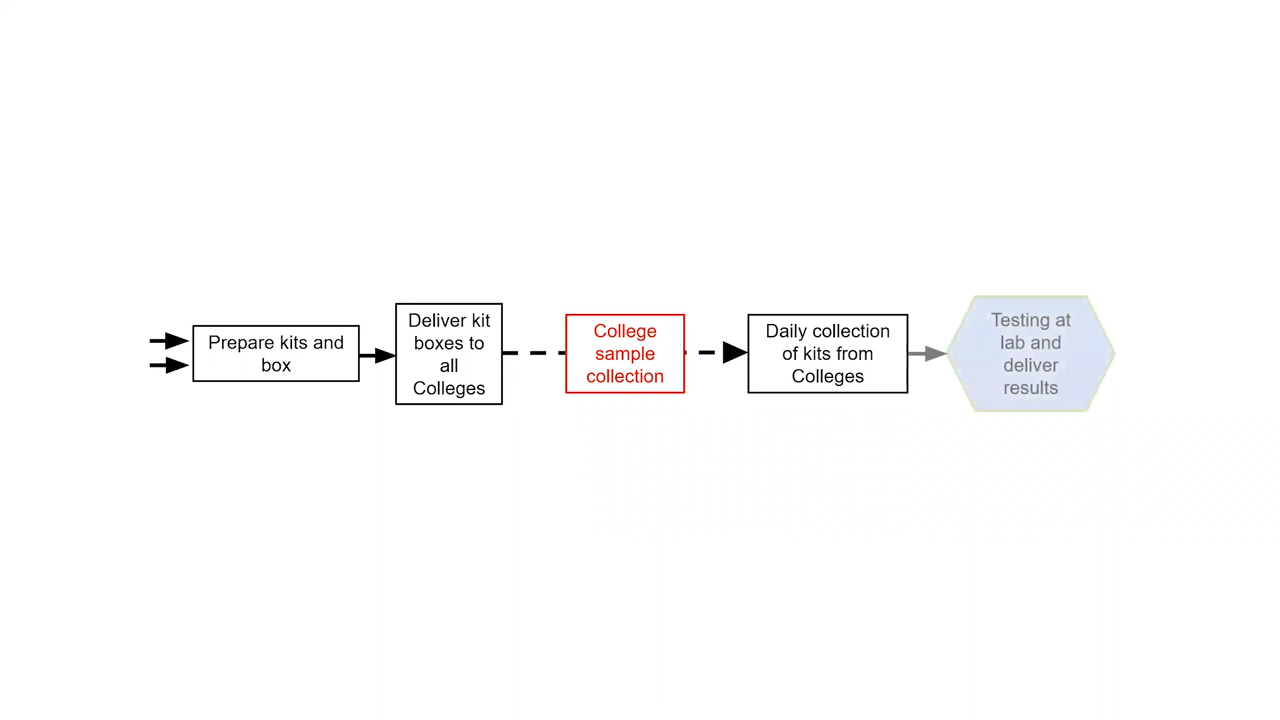 Prepare kits and
box
Deliver kit
boxes to
all
Colleges
College
sample
collection
Daily collection
of kits from
Colleges
Testing at
lab and
deliver
results